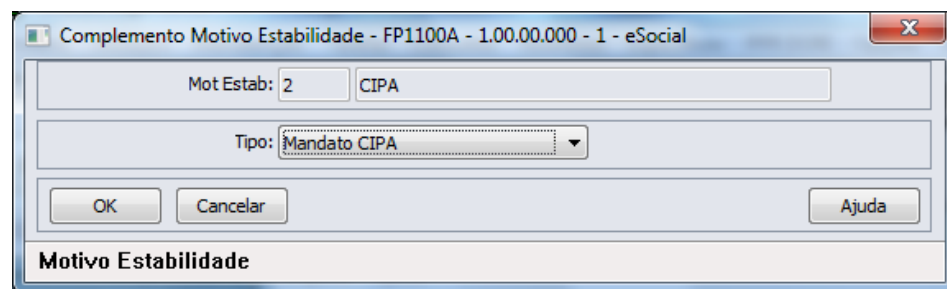 Complemento Motivo Estabilidade - FP1100A - 1.00.00.000 - 1 - eSocial
Mot Estab: 2 CIPA
Tipo: Mandato CIPA
OK Cancelar Ajuda
Motivo Estabilidade